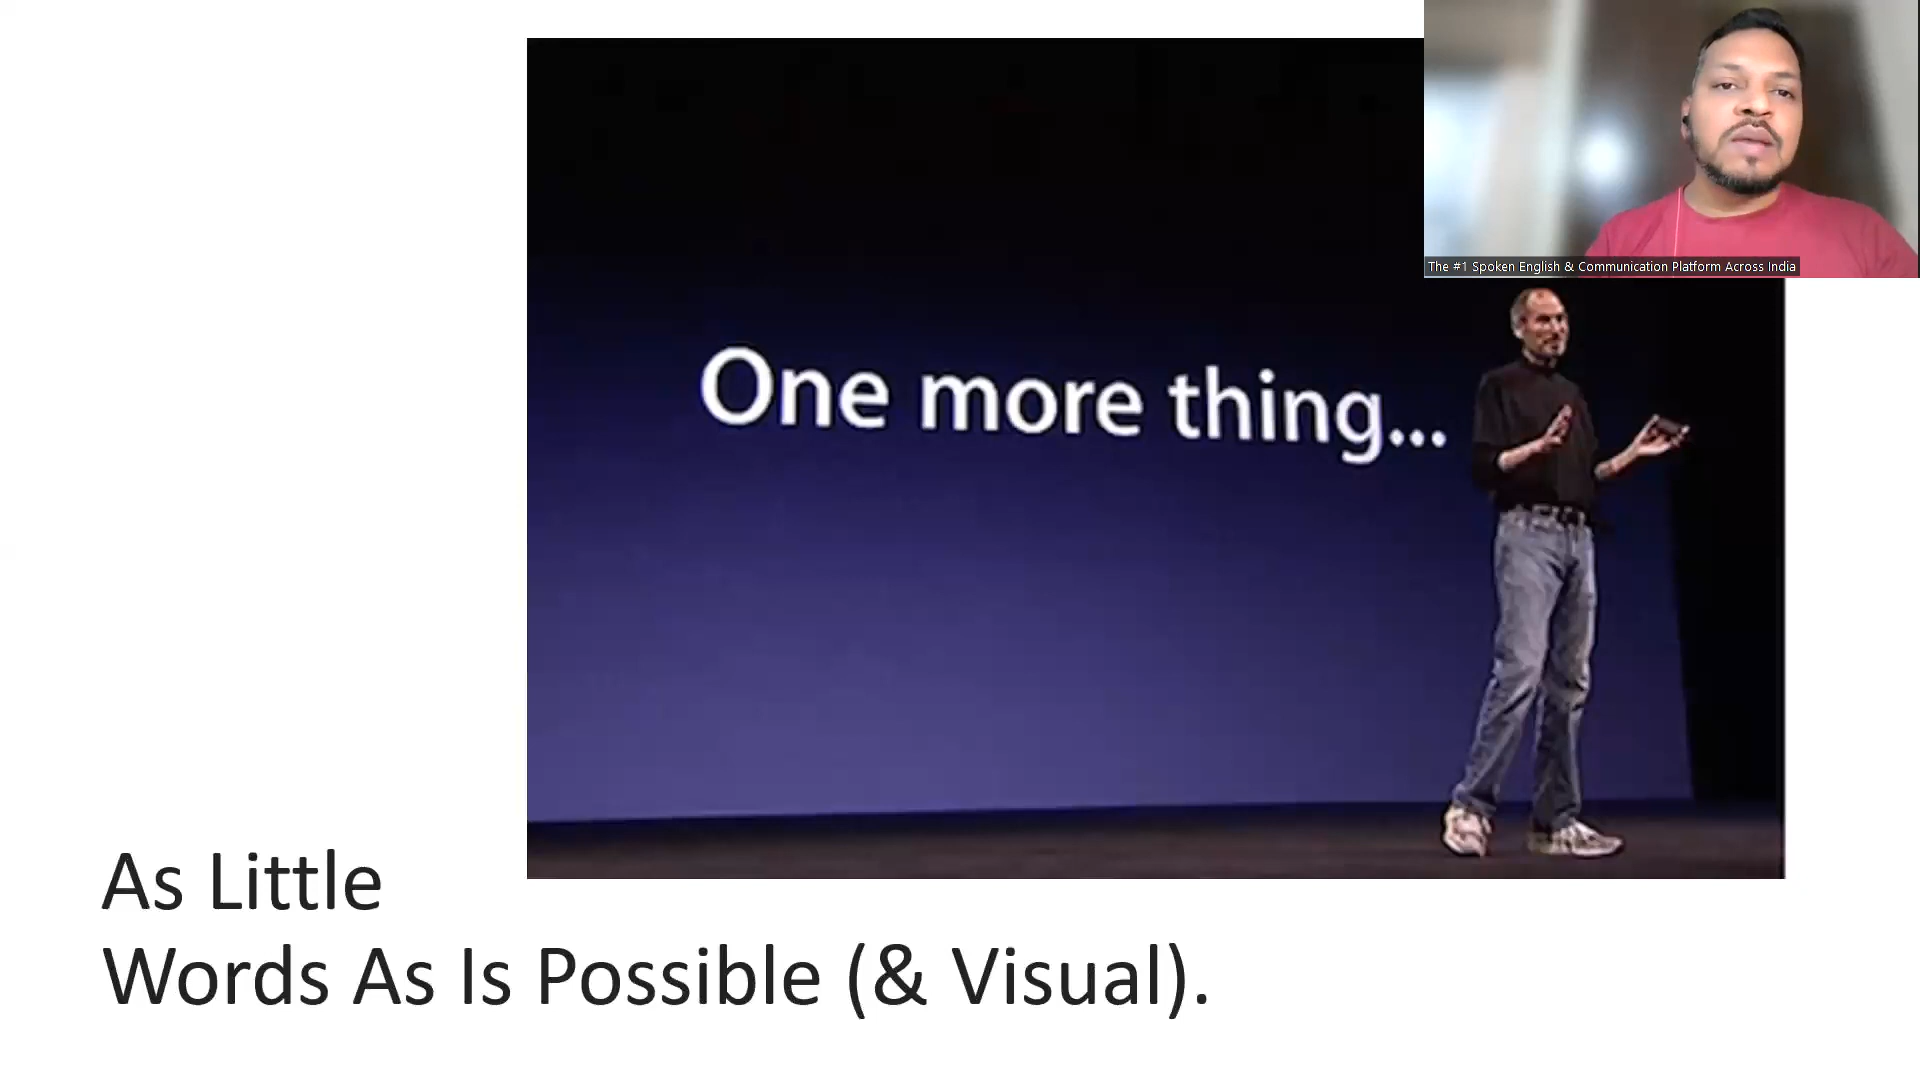 The #1 Spoken English & Communication Platform Across India
One more thing...
As Little
Words As Is Possible (& Visual).